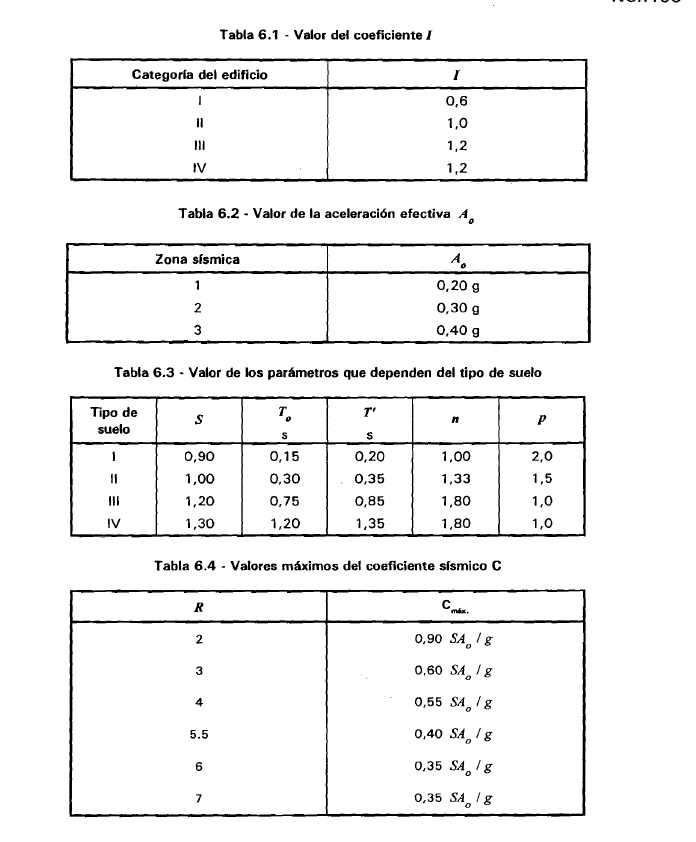 Tabla 6.1 - Valor del coeficiente I
Categoría del edificio I
I 0,6
II 1,0
III 1,2
IV 1,2
Tabla 6.2 - Valor de la aceleración efectiva Ao
Zona sísmica Ao
1 0,20 g
2 0,30 g
3 0,40 g
Tabla 6.3 - Valor de los parámetros que dependen del tipo de suelo
Tipo de suelo S To s T' s n p
I 0,90 0,15 0,20 1,00 2,0
II 1,00 0,30 0,35 1,33 1,5
III 1,20 0,75 0,85 1,80 1,0
IV 1,30 1,20 1,35 1,80 1,0
Tabla 6.4 - Valores máximos del coeficiente sísmico C
R Cmáx.
2 0,90 SAo / g
3 0,60 SAo / g
4 0,55 SAo / g
5.5 0,40 SAo / g
6 0,35 SAo / g
7 0,35 SAo / g